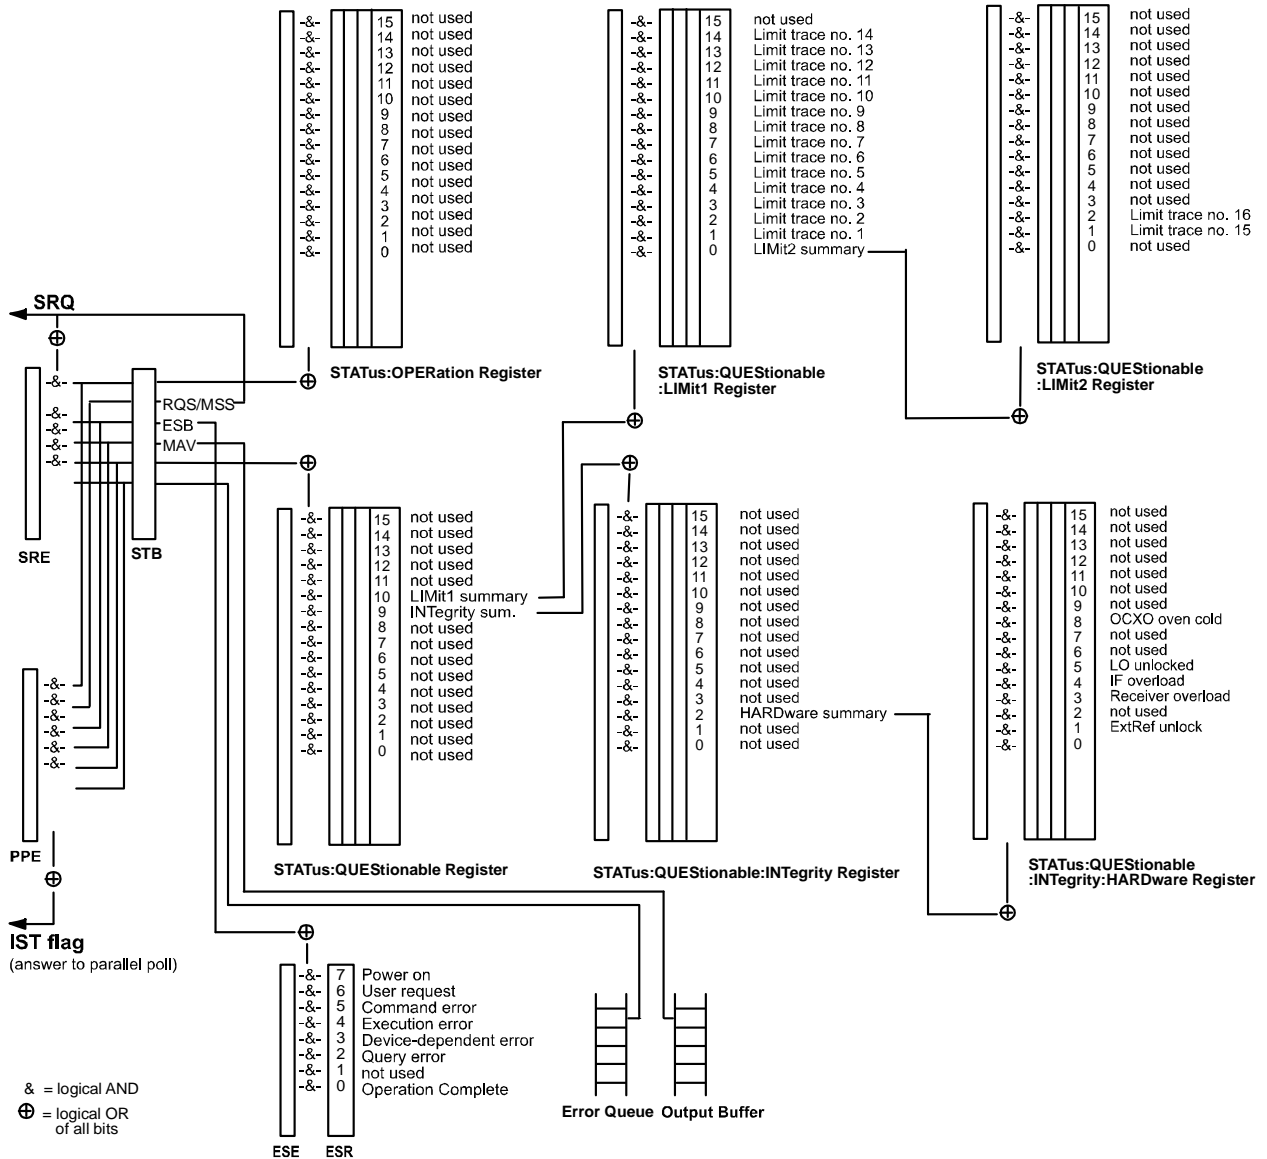 -&- 15 not used
-&- 14 not used
-&- 13 not used
-&- 12 not used
-&- 11 not used
-&- 10 not used
-&- 9 not used
-&- 8 not used
-&- 7 not used
-&- 6 not used
-&- 5 not used
-&- 4 not used
-&- 3 not used
-&- 2 not used
-&- 1 not used
-&- 0 not used
STATus:OPERation Register
-&- 15 not used
-&- 14 Limit trace no. 14
-&- 13 Limit trace no. 13
-&- 12 Limit trace no. 12
-&- 11 Limit trace no. 11
-&- 10 Limit trace no. 10
-&- 9 Limit trace no. 9
-&- 8 Limit trace no. 8
-&- 7 Limit trace no. 7
-&- 6 Limit trace no. 6
-&- 5 Limit trace no. 5
-&- 4 Limit trace no. 4
-&- 3 Limit trace no. 3
-&- 2 Limit trace no. 2
-&- 1 Limit trace no. 1
-&- 0 LIMit2 summary
STATus:QUEStionable
:LIMit1 Register
-&- 15 not used
-&- 14 not used
-&- 13 not used
-&- 12 not used
-&- 11 not used
-&- 10 not used
-&- 9 not used
-&- 8 not used
-&- 7 not used
-&- 6 not used
-&- 5 not used
-&- 4 not used
-&- 3 not used
-&- 2 Limit trace no. 16
-&- 1 Limit trace no. 15
-&- 0 not used
STATus:QUEStionable
:LIMit2 Register
SRQ
-&-
-&-
-&-
-&-
-&-
RQS/MSS
ESB
MAV
SRE
STB
-&- 15 not used
-&- 14 not used
-&- 13 not used
-&- 12 not used
-&- 11 not used
-&- 10 LIMit1 summary
-&- 9 INTegrity sum.
-&- 8 not used
-&- 7 not used
-&- 6 not used
-&- 5 not used
-&- 4 not used
-&- 3 not used
-&- 2 not used
-&- 1 not used
-&- 0 not used
STATus:QUEStionable Register
-&- 15 not used
-&- 14 not used
-&- 13 not used
-&- 12 not used
-&- 11 not used
-&- 10 not used
-&- 9 not used
-&- 8 not used
-&- 7 not used
-&- 6 not used
-&- 5 not used
-&- 4 not used
-&- 3 not used
-&- 2 HARDware summary
-&- 1 not used
-&- 0 not used
STATus:QUEStionable:INTegrity Register
-&- 15 not used
-&- 14 not used
-&- 13 not used
-&- 12 not used
-&- 11 not used
-&- 10 not used
-&- 9 not used
-&- 8 OCXO oven cold
-&- 7 not used
-&- 6 not used
-&- 5 LO unlocked
-&- 4 IF overload
-&- 3 Receiver overload
-&- 2 not used
-&- 1 ExtRef unlock
-&- 0
STATus:QUEStionable
:INTegrity:HARDware Register
-&-
-&-
-&-
-&-
-&-
-&-
PPE
IST flag
(answer to parallel poll)
-&- 7 Power on
-&- 6 User request
-&- 5 Command error
-&- 4 Execution error
-&- 3 Device-dependent error
-&- 2 Query error
-&- 1 not used
-&- 0 Operation Complete
ESE ESR
Error Queue Output Buffer
& = logical AND
= logical OR
of all bits